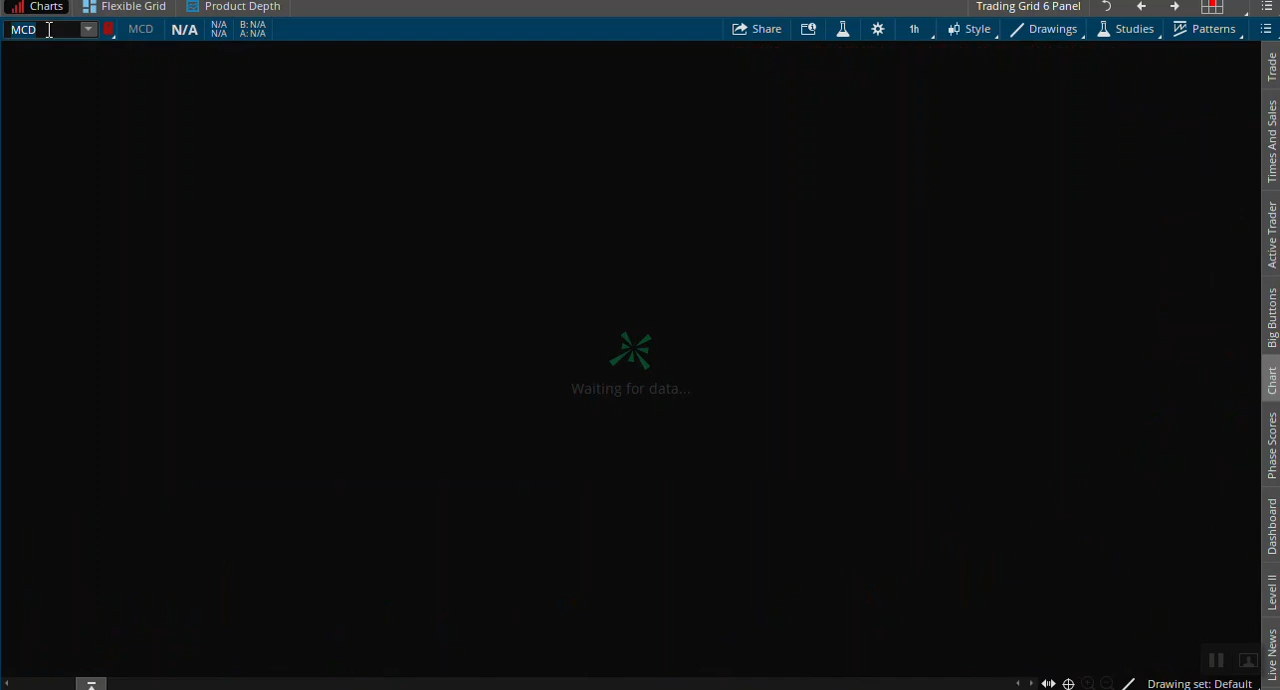 Charts Flexible Grid Product Depth Trading Grid 6 Panel
MCD MCD N/A N/A N/A B: N/A A: N/A Share 1h Style Drawings Studies Patterns
Trade
Times And Sales
Active Trader
Big Buttons
Chart
Phase Scores
Dashboard
Level II
Live News
Waiting for data...
Drawing set: Default